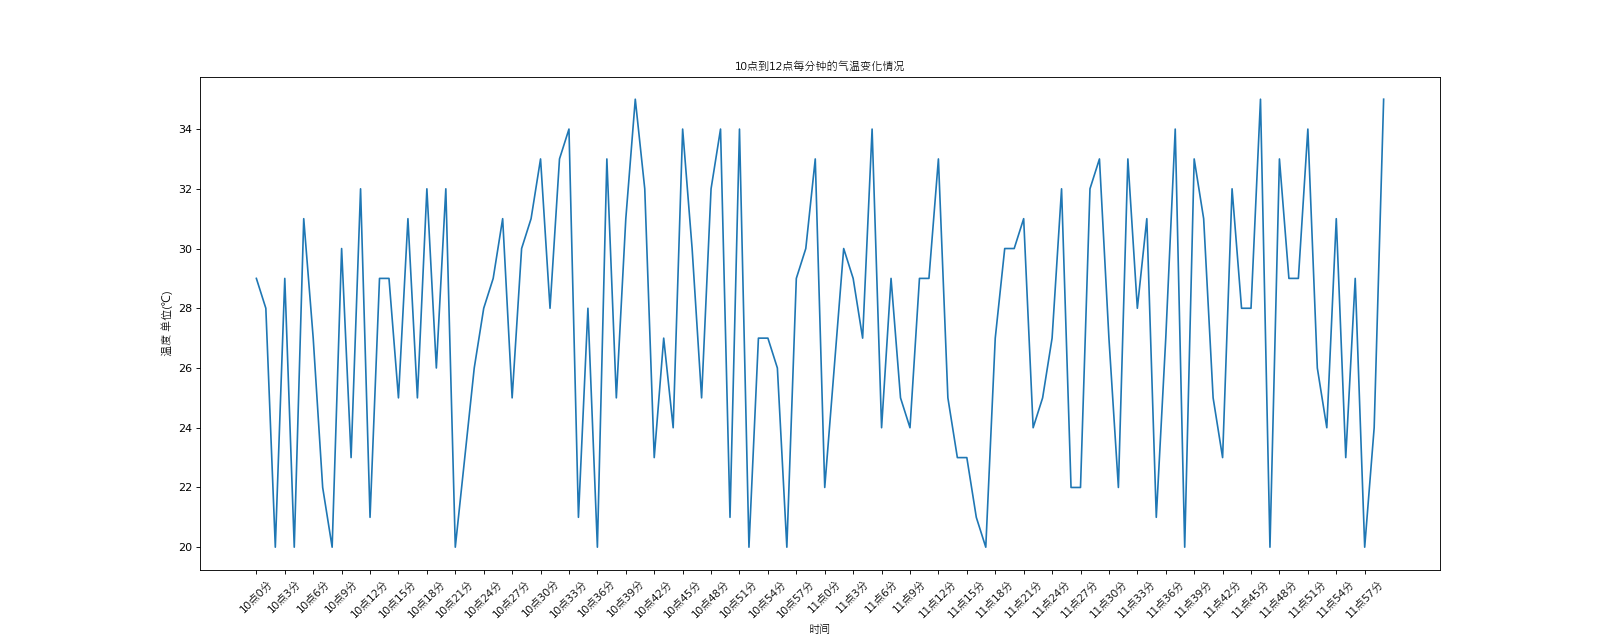 10点到12点每分钟的气温变化情况
温度 单位(℃)
34
32
30
28
26
24
22
20
10点0分
10点3分
10点6分
10点9分
10点12分
10点15分
10点18分
10点21分
10点24分
10点27分
10点30分
10点33分
10点36分
10点39分
10点42分
10点45分
10点48分
10点51分
10点54分
10点57分
11点0分
11点3分
11点6分
11点9分
11点12分
11点15分
11点18分
11点21分
11点24分
11点27分
11点30分
11点33分
11点36分
11点39分
11点42分
11点45分
11点48分
11点51分
11点54分
11点57分
时间